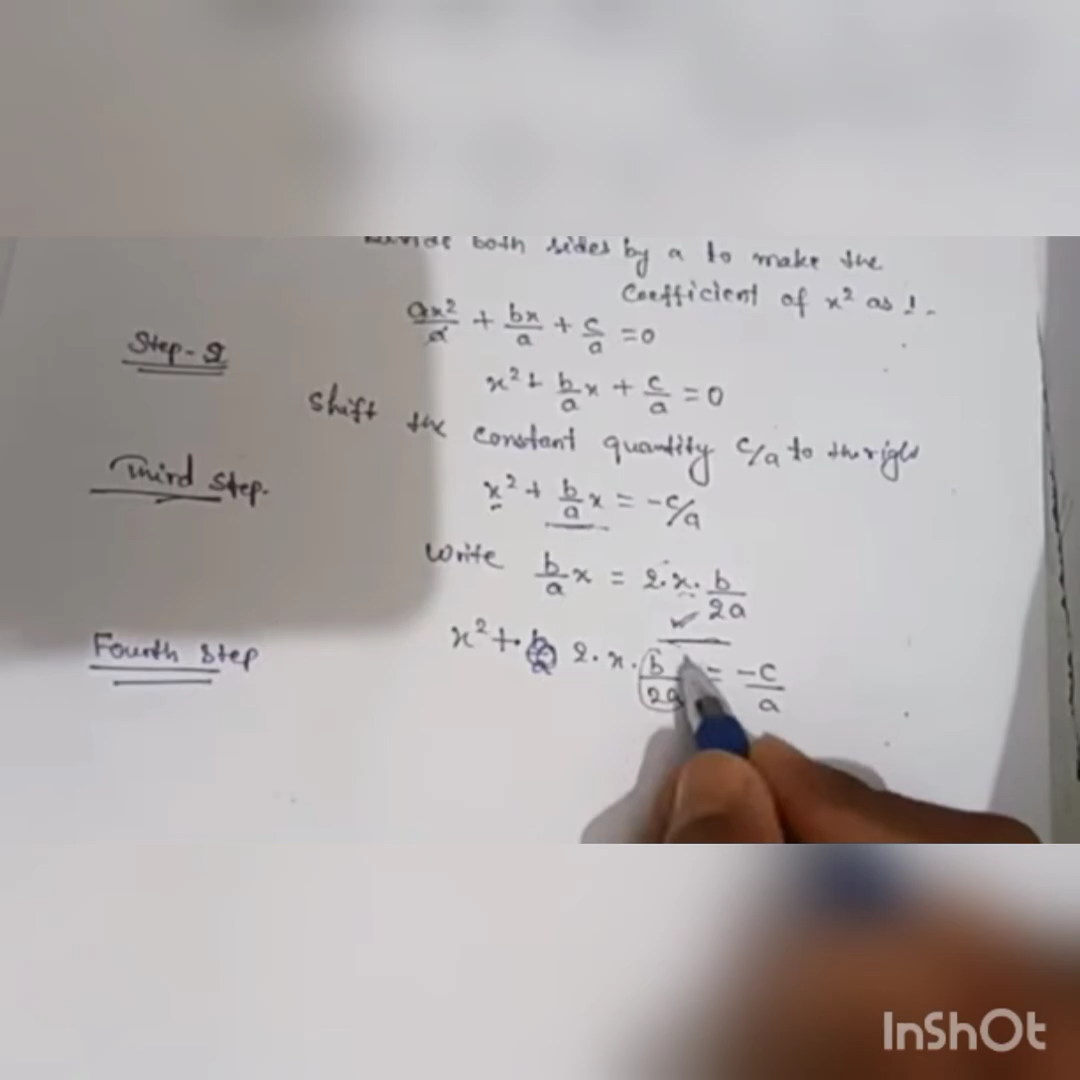 both sides by a to make the
coefficient of x² as 1.
ax²/a + bx/a + c/a = 0
Step-2
x² + b/a x + c/a = 0
Shift the constant quantity c/a to the right
Third Step.
x² + b/a x = -c/a
Write b/a x = 2.x. b/2a
Fourth Step
x² + 2.x. b/2a = -c/a
InShOt